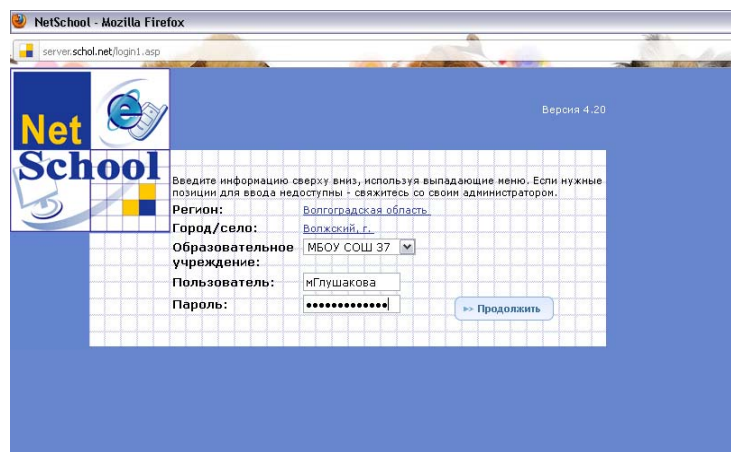 NetSchool - Mozilla Firefox
server.schol.net/login1.asp
Net
School
Версия 4.20
Введите информацию сверху вниз, используя выпадающие меню. Если нужные
позиции для ввода недоступны - свяжитесь со своим администратором.
Регион: Волгоградская область
Город/село: Волжский, г.
Образовательное МБОУ СОШ 37
учреждение:
Пользователь: мГлушакова
Пароль: •••••••••••••
Продолжить